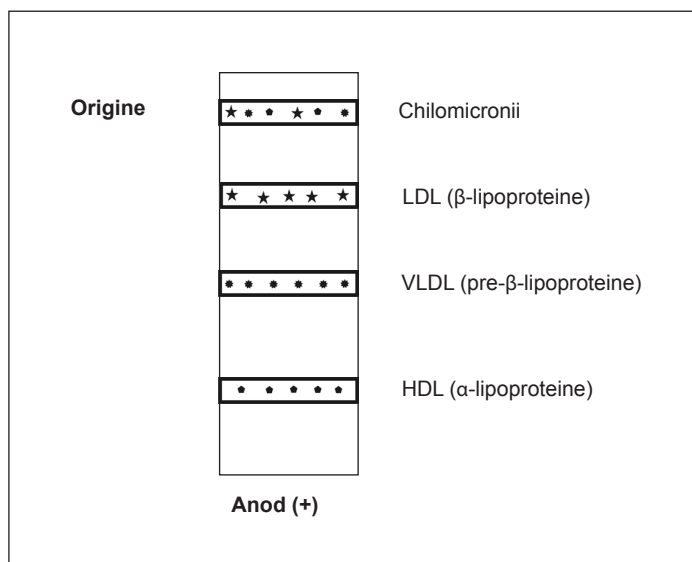 Origine
Chilomicronii
LDL (β-lipoproteine)
VLDL (pre-β-lipoproteine)
HDL (α-lipoproteine)
Anod (+)